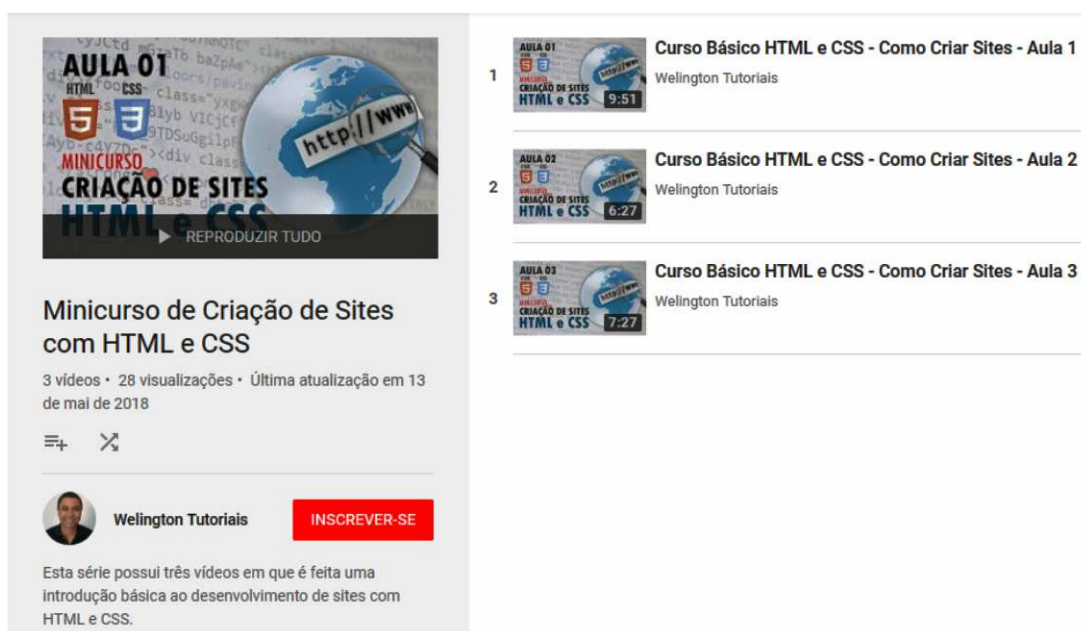 AULA 01
HTML CSS
MINICURSO
CRIAÇÃO DE SITES
HTML e CSS
http://www
REPRODUZIR TUDO
Minicurso de Criação de Sites
com HTML e CSS
3 vídeos • 28 visualizações • Última atualização em 13
de mai de 2018
Welington Tutoriais
INSCREVER-SE
Esta série possui três vídeos em que é feita uma
introdução básica ao desenvolvimento de sites com
HTML e CSS.
1
AULA 01
CRIAÇÃO DE SITES
HTML e CSS
9:51
Curso Básico HTML e CSS - Como Criar Sites - Aula 1
Welington Tutoriais
2
AULA 02
CRIAÇÃO DE SITES
HTML e CSS
6:27
Curso Básico HTML e CSS - Como Criar Sites - Aula 2
Welington Tutoriais
3
AULA 03
CRIAÇÃO DE SITES
HTML e CSS
7:27
Curso Básico HTML e CSS - Como Criar Sites - Aula 3
Welington Tutoriais